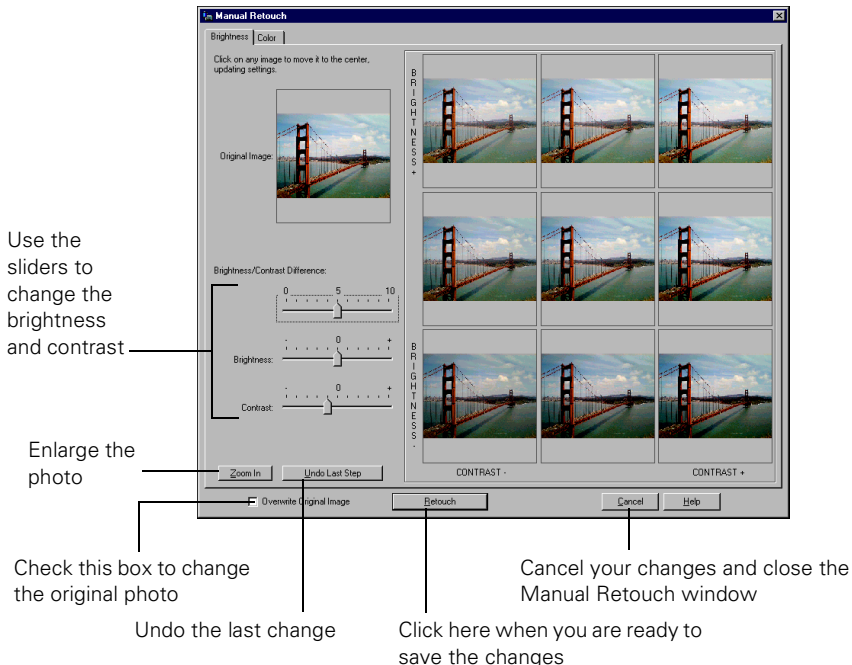 Manual Retouch
Brightness Color
Click on any image to move it to the center,
updating settings.
Original Image:
BRIGHTNESS +
Use the
sliders to
change the
brightness
and contrast
Brightness/Contrast Difference:
0 5 10
- 0 +
Brightness:
- 0 +
Contrast:
BRIGHTNESS -
Enlarge the
photo
Zoom In Undo Last Step
CONTRAST - CONTRAST +
Overwrite Original Image Retouch Cancel Help
Check this box to change
the original photo
Cancel your changes and close the
Manual Retouch window
Undo the last change
Click here when you are ready to
save the changes